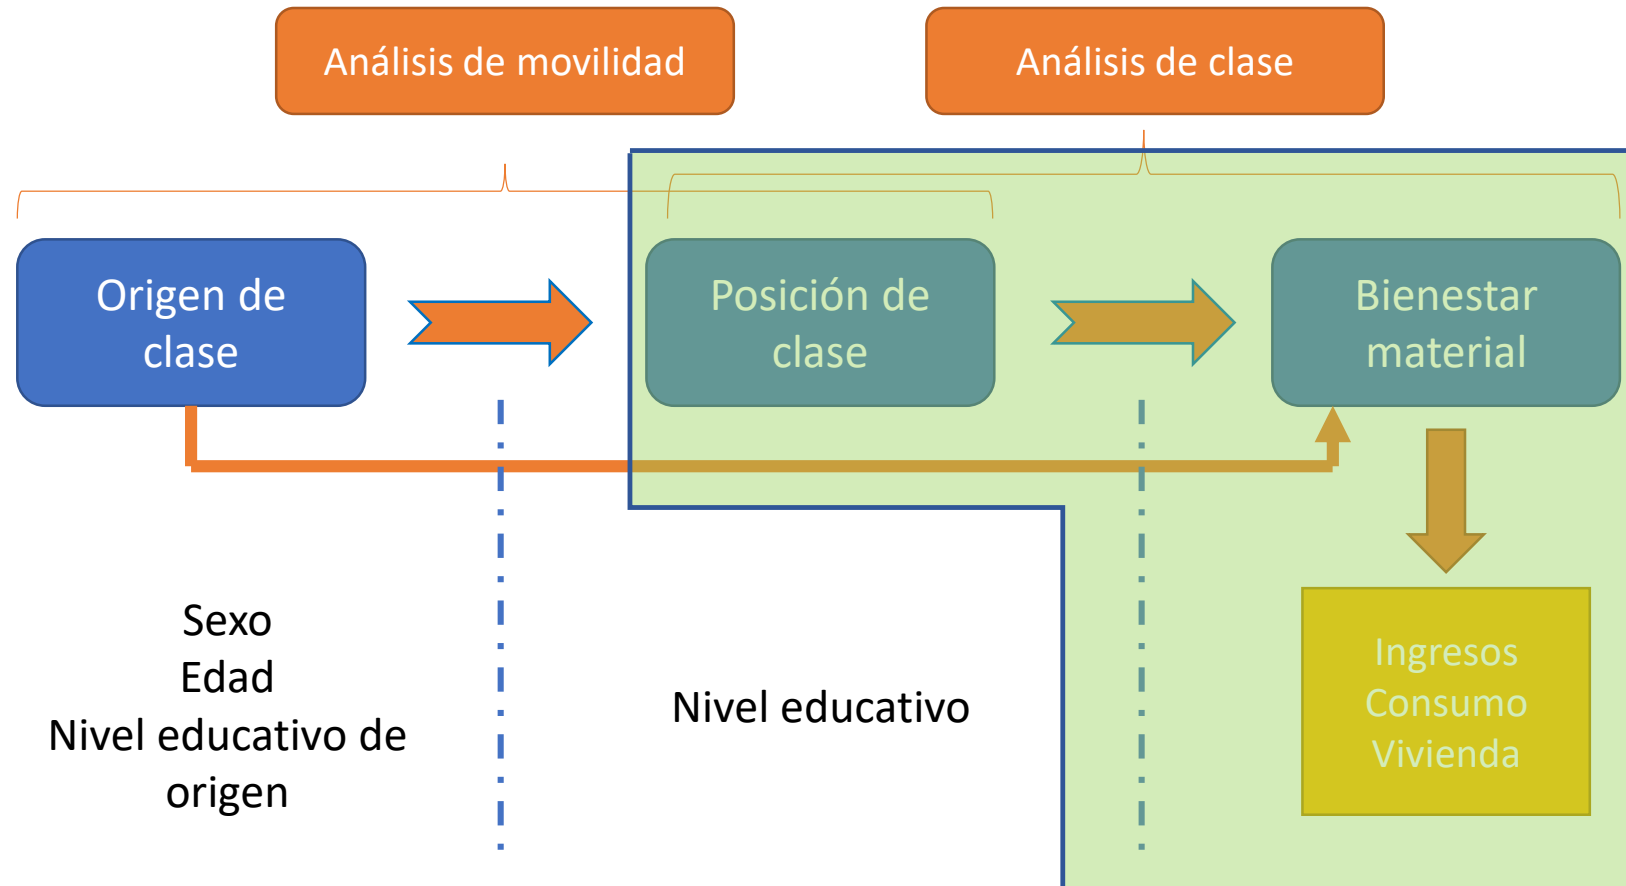 Análisis de movilidad
Análisis de clase
Origen de
clase
Posición de
clase
Bienestar
material
Sexo
Edad
Nivel educativo de
origen
Nivel educativo
Ingresos
Consumo
Vivienda